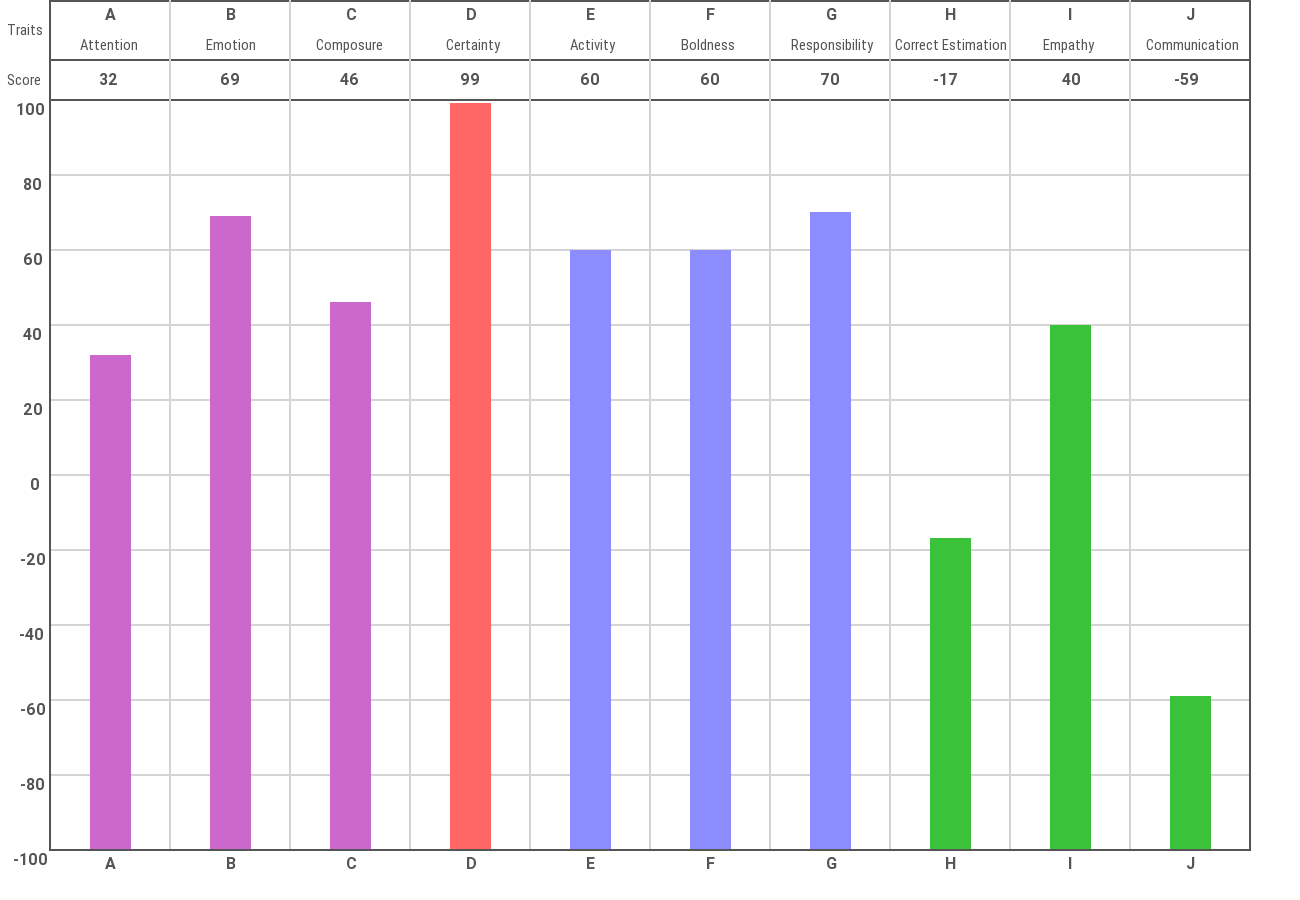 A B C D E F G H I J
Traits
Attention Emotion Composure Certainty Activity Boldness Responsibility Correct Estimation Empathy Communication
Score 32 69 46 99 60 60 70 -17 40 -59
100
80
60
40
20
0
-20
-40
-60
-80
-100
A B C D E F G H I J